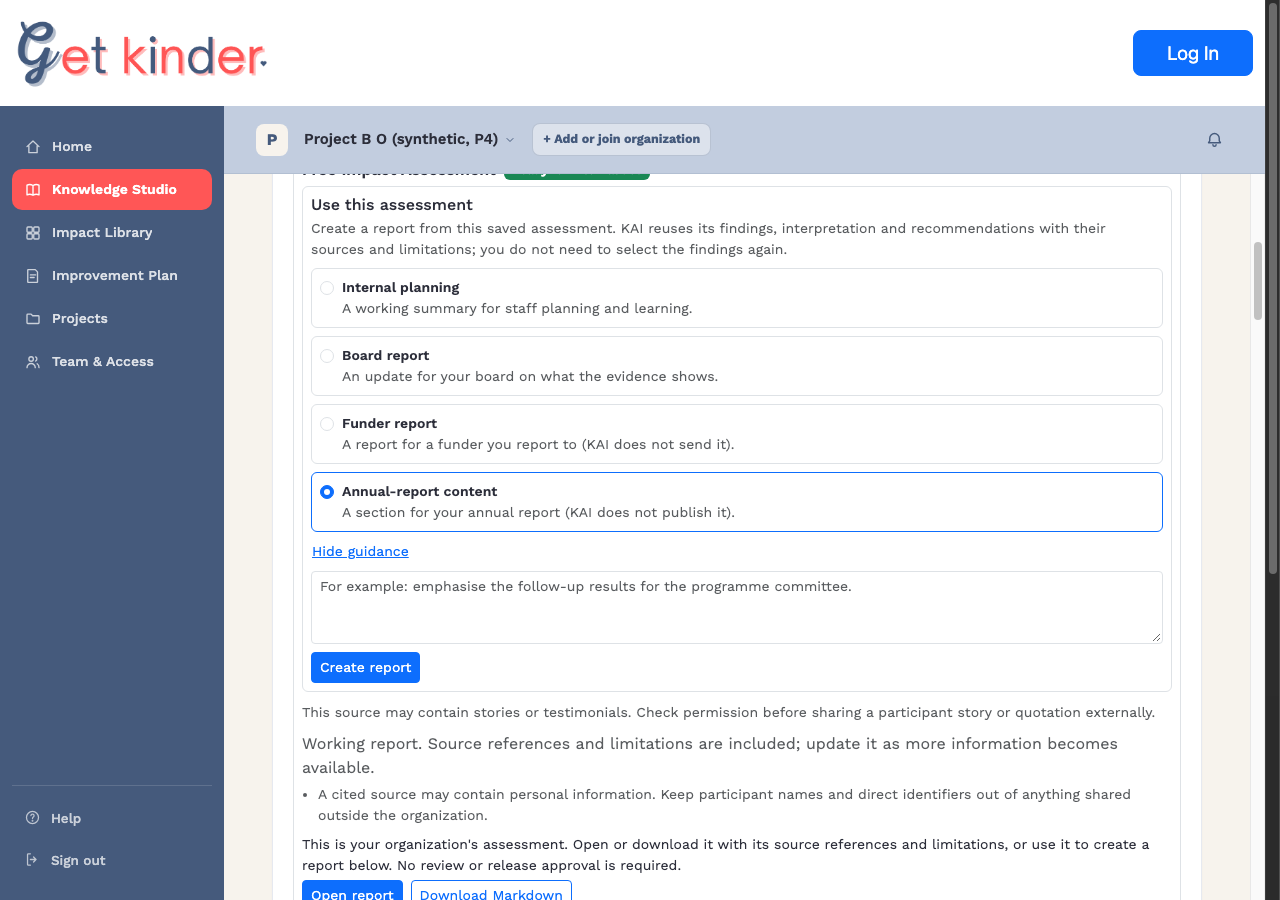 Get kinder
Log In
Home
Knowledge Studio
Impact Library
Improvement Plan
Projects
Team & Access
Help
Sign out
P
Project B O (synthetic, P4)
+ Add or join organization
Use this assessment
Create a report from this saved assessment. KAI reuses its findings, interpretation and recommendations with their
sources and limitations; you do not need to select the findings again.
Internal planning
A working summary for staff planning and learning.
Board report
An update for your board on what the evidence shows.
Funder report
A report for a funder you report to (KAI does not send it).
Annual-report content
A section for your annual report (KAI does not publish it).
Hide guidance
For example: emphasise the follow-up results for the programme committee.
Create report
This source may contain stories or testimonials. Check permission before sharing a participant story or quotation externally.
Working report. Source references and limitations are included; update it as more information becomes
available.
• A cited source may contain personal information. Keep participant names and direct identifiers out of anything shared
outside the organization.
This is your organization's assessment. Open or download it with its source references and limitations, or use it to create a
report below. No review or release approval is required.
Open report
Download Markdown